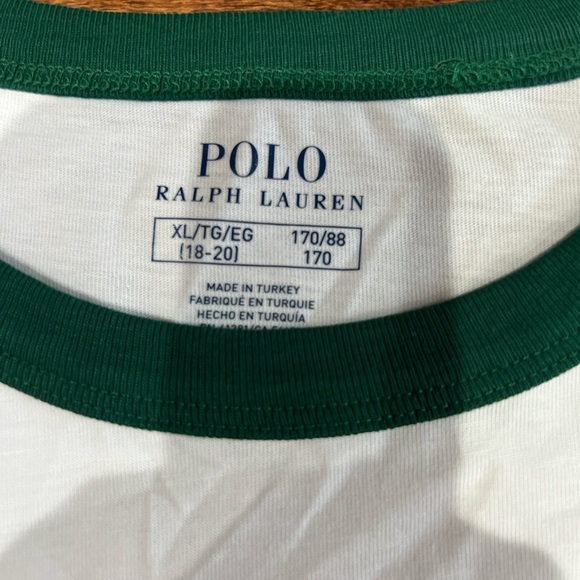 POLO
RALPH LAUREN
XL/TG/EG 170/88
(18-20) 170
MADE IN TURKEY
FABRIQUÉ EN TURQUIE
HECHO EN TURQUÍA